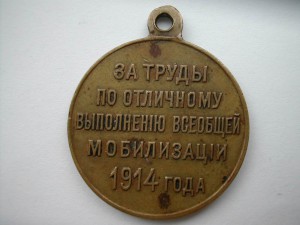 ЗА ТРУДЫ
ПО ОТЛИЧНОМУ
ВЫПОЛНЕНІЮ ВСЕОБЩЕЙ
МОБИЛИЗАЦІИ
1914 ГОДА